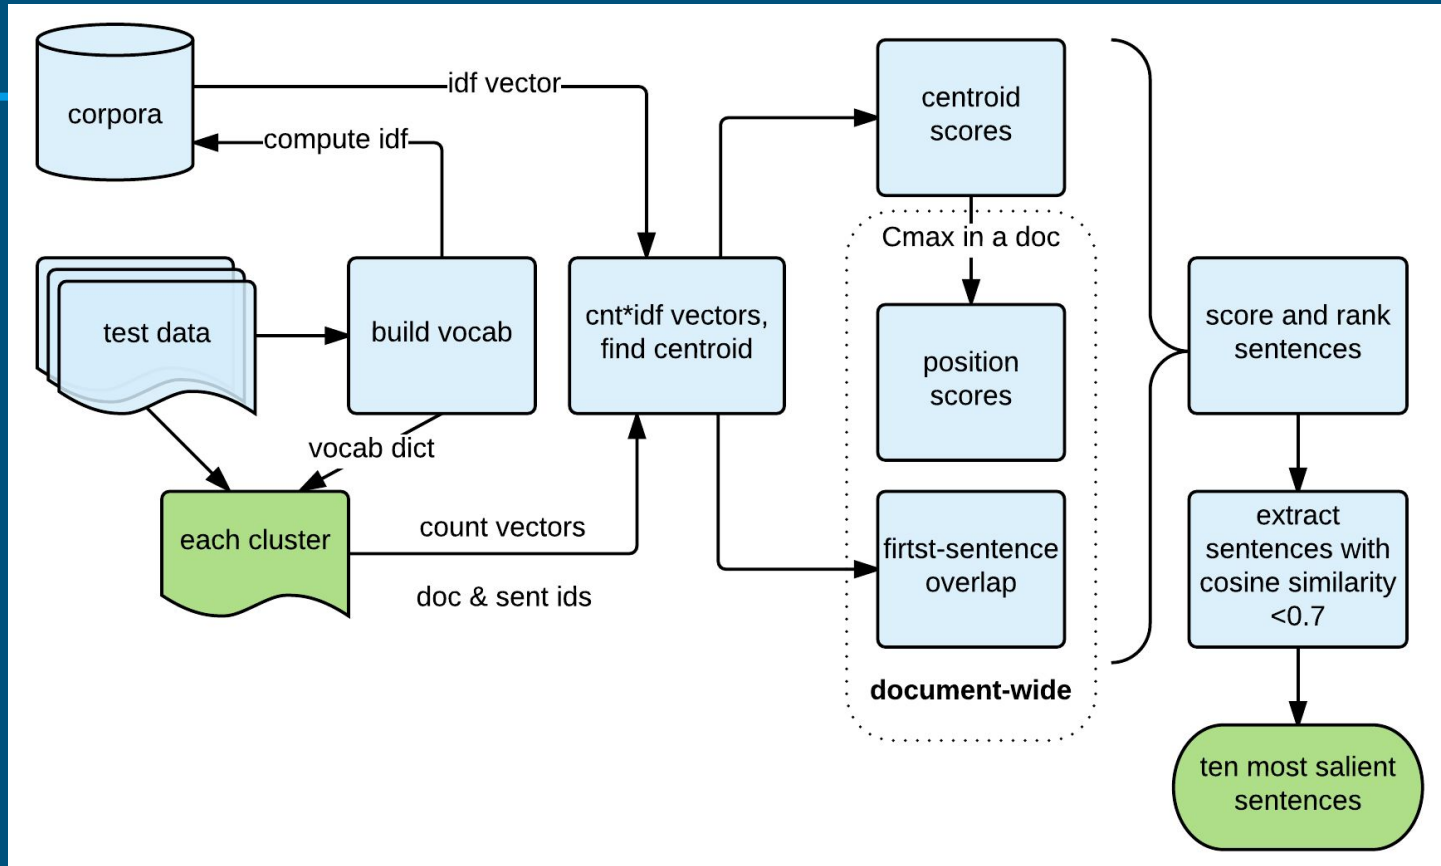 corpora
idf vector
compute idf
test data
build vocab
cnt*idf vectors,
find centroid
vocab dict
each cluster
count vectors
doc & sent ids
centroid
scores
Cmax in a doc
position
scores
firtst-sentence
overlap
document-wide
score and rank
sentences
extract
sentences with
cosine similarity
<0.7
ten most salient
sentences